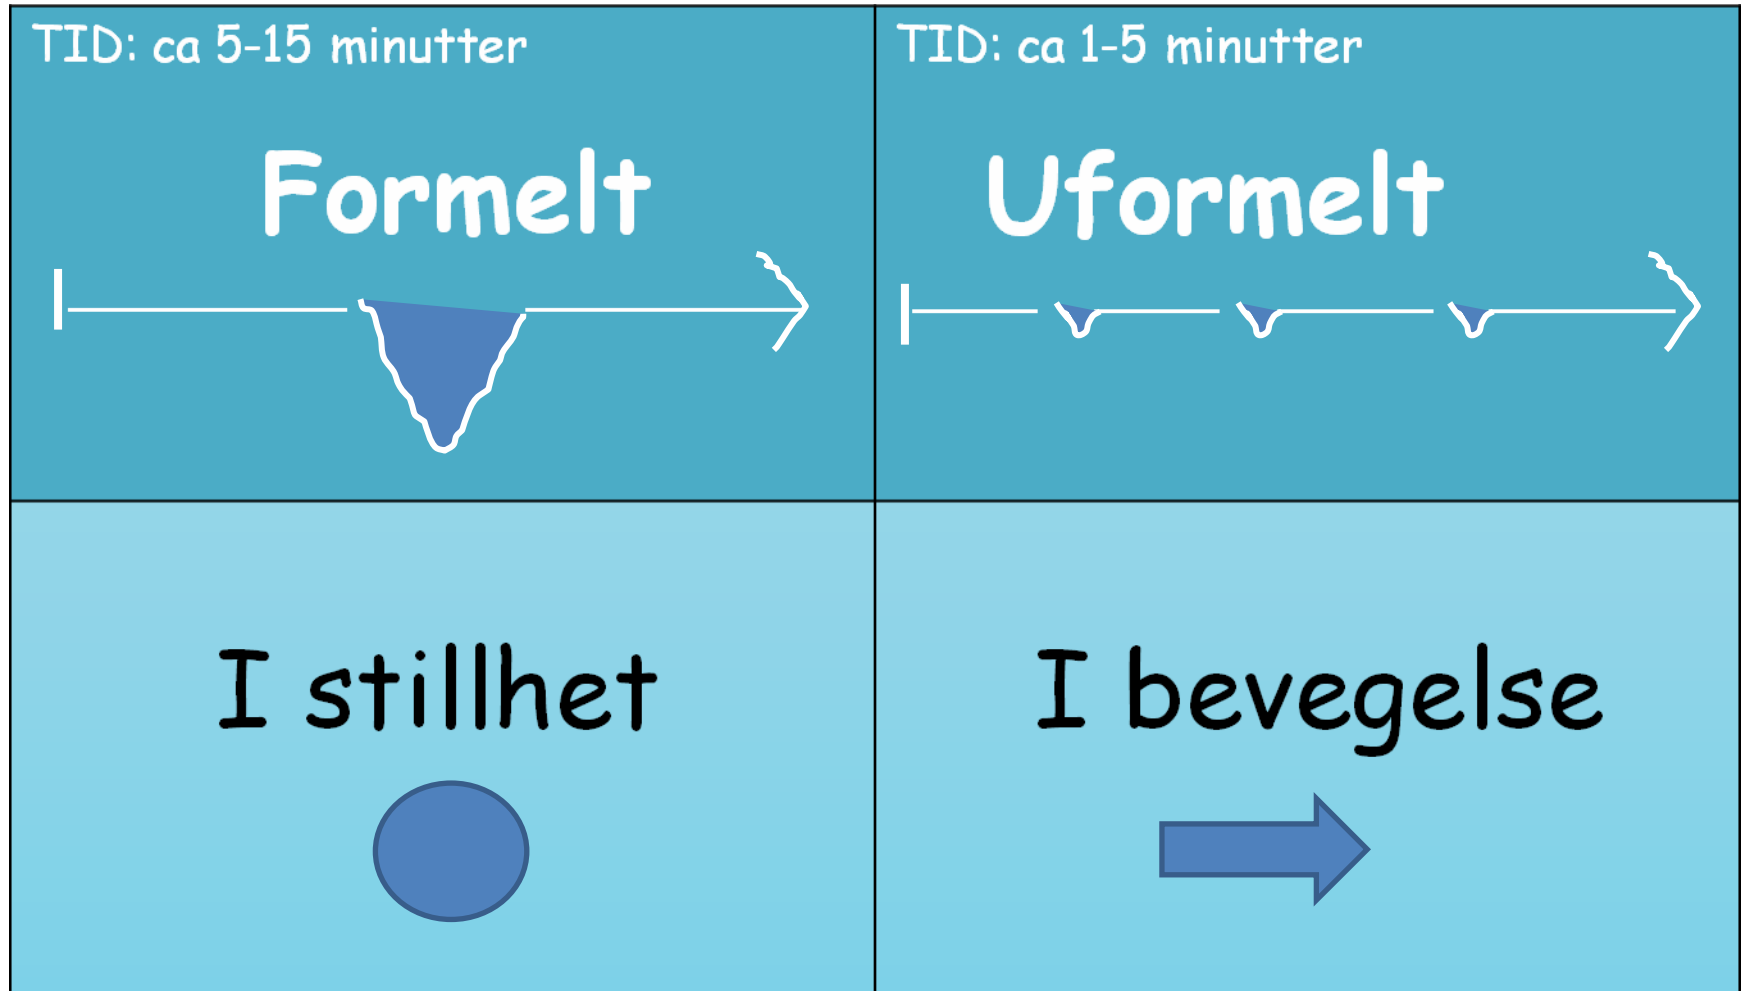 TID: ca 5-15 minutter
Formelt
TID: ca 1-5 minutter
Uformelt
I stillhet
I bevegelse